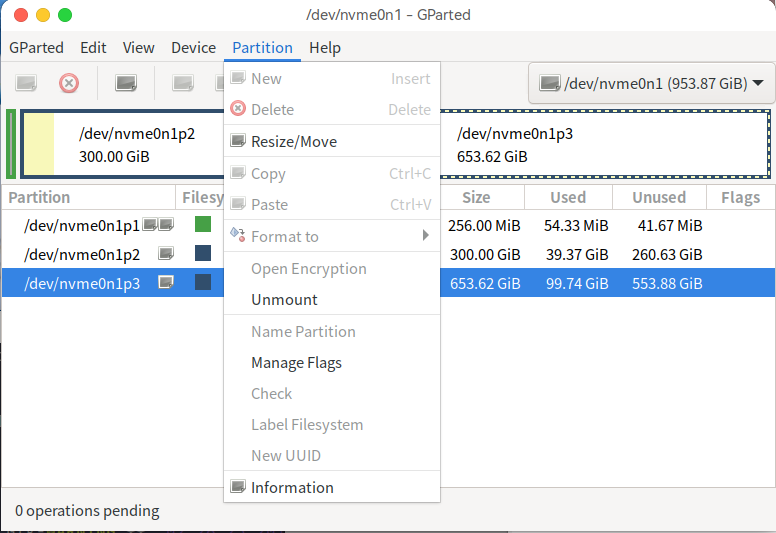 /dev/nvme0n1 – GParted
GParted Edit View Device Partition Help
/dev/nvme0n1 (953.87 GiB)
/dev/nvme0n1p2
300.00 GiB
/dev/nvme0n1p3
653.62 GiB
New Insert
Delete Delete
Resize/Move
Copy Ctrl+C
Paste Ctrl+V
Format to
Open Encryption
Unmount
Name Partition
Manage Flags
Check
Label Filesystem
New UUID
Information
Partition Filesy Size Used Unused Flags
/dev/nvme0n1p1 256.00 MiB 54.33 MiB 41.67 MiB
/dev/nvme0n1p2 300.00 GiB 39.37 GiB 260.63 GiB
/dev/nvme0n1p3 653.62 GiB 99.74 GiB 553.88 GiB
0 operations pending